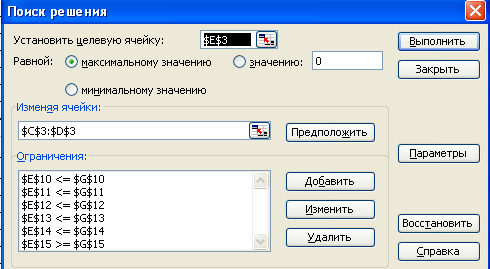 Поиск решения
Установить целевую ячейку: $E$3 Выполнить
Равной: максимальному значению значению: 0 Закрыть
минимальному значению
Изменяя ячейки:
$C$3:$D$3 Предположить
Ограничения: Параметры
$E$10 <= $G$10 Добавить
$E$11 <= $G$11
$E$12 <= $G$12 Изменить
$E$13 <= $G$13 Восстановить
$E$14 <= $G$14 Удалить
$E$15 >= $G$15 Справка